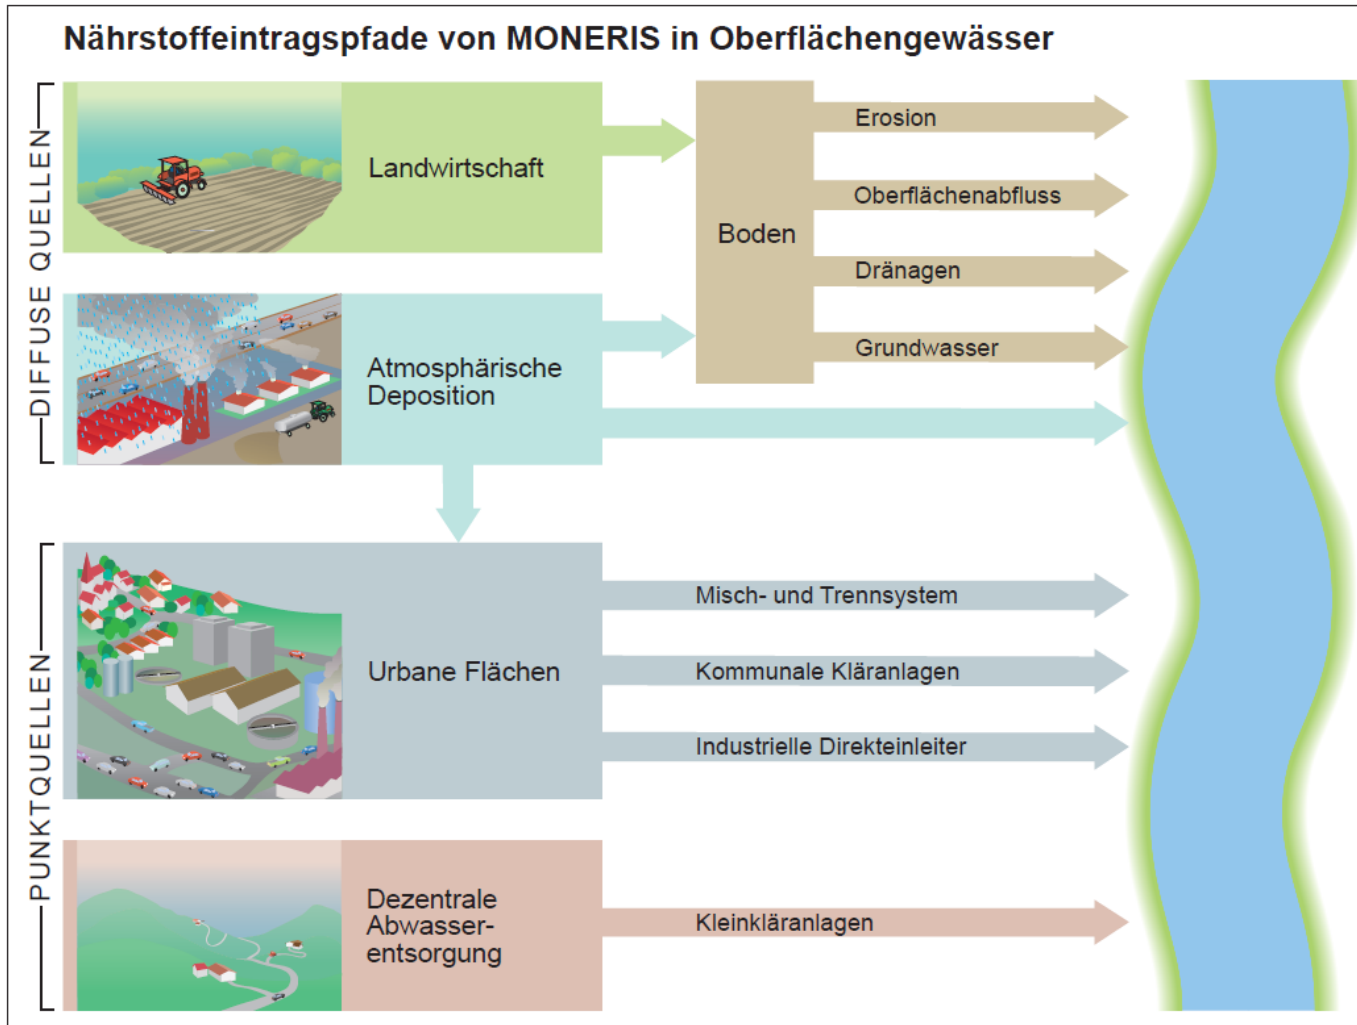 Nährstoffeintragspfade von MONERIS in Oberflächengewässer
DIFFUSE QUELLEN
Landwirtschaft
Boden
Erosion
Oberflächenabfluss
Dränagen
Grundwasser
Atmosphärische
Deposition
PUNKTQUELLEN
Urbane Flächen
Misch- und Trennsystem
Kommunale Kläranlagen
Industrielle Direkteinleiter
Dezentrale
Abwasser-
entsorgung
Kleinkläranlagen